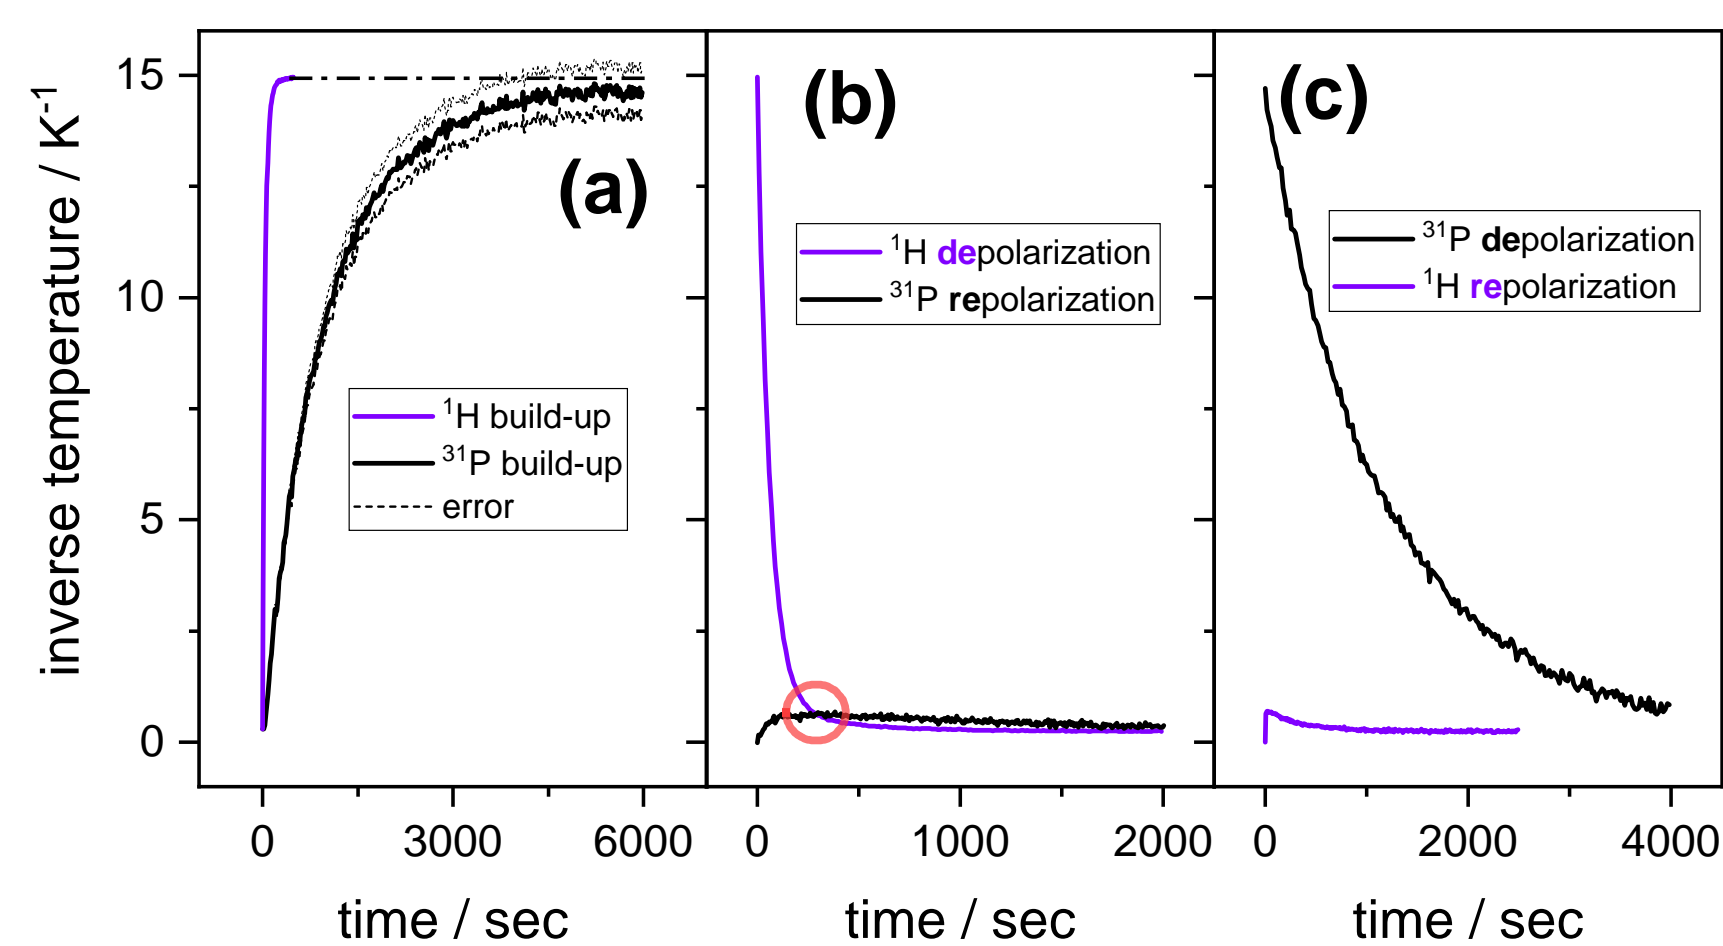 inverse temperature / K⁻¹
15
10
5
0
(a)
¹H build-up
³¹P build-up
error
0
3000
6000
time / sec
(b)
¹H depolarization
³¹P repolarization
0
1000
2000
time / sec
(c)
³¹P depolarization
¹H repolarization
0
2000
4000
time / sec